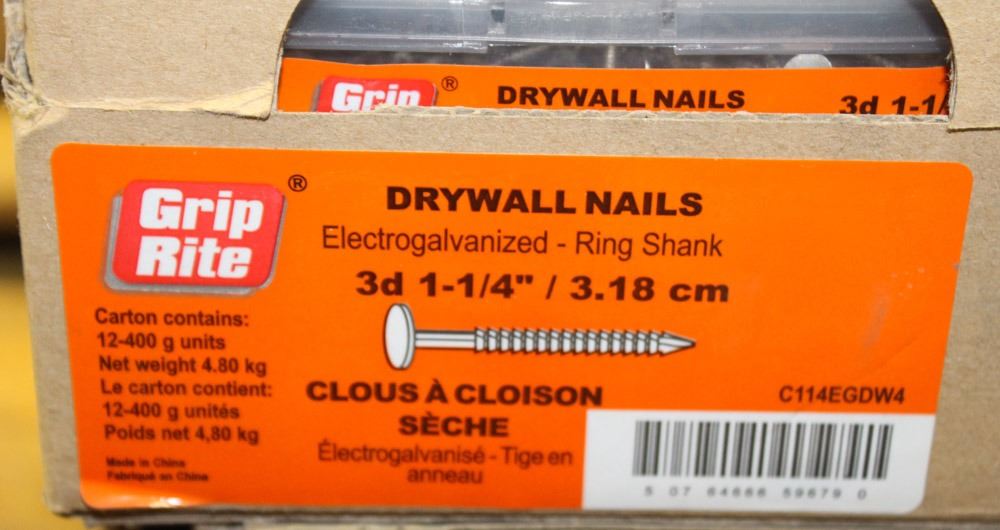 Grip ® DRYWALL NAILS 3d 1-1/4
Grip Rite ®
DRYWALL NAILS
Electrogalvanized - Ring Shank
3d 1-1/4" / 3.18 cm
Carton contains:
12-400 g units
Net weight 4.80 kg
Le carton contient:
12-400 g unités
Poids net 4,80 kg
Made in China
Fabriqué en Chine
CLOUS À CLOISON
SÈCHE
Électrogalvanisé - Tige en
anneau
C114EGDW4
5 07 64666 59679 0